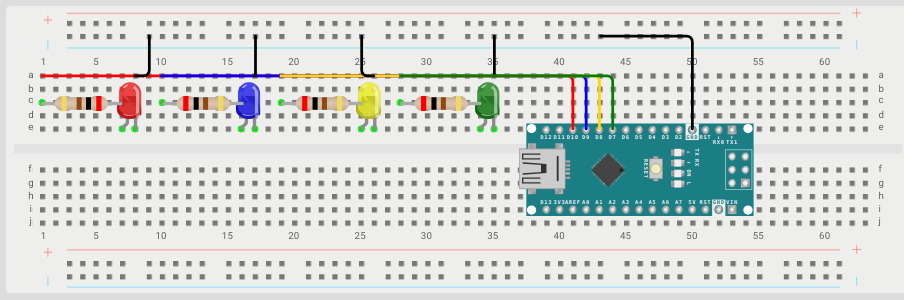 1 5 10 15 20 25 30 35 40 45 50 55 60
a a
b b
c c
d d
e e
D12 D11 D10 D9 D8 D7 D6 D5 D4 D3 D2 GND RST RX0 TX1
RESET
TX RX
ON L
f f
g g
h h
i i
j j
D13 3V3 AREF A0 A1 A2 A3 A4 A5 A6 A7 5V RST GND VIN
1 5 10 15 20 25 30 35 40 45 50 55 60